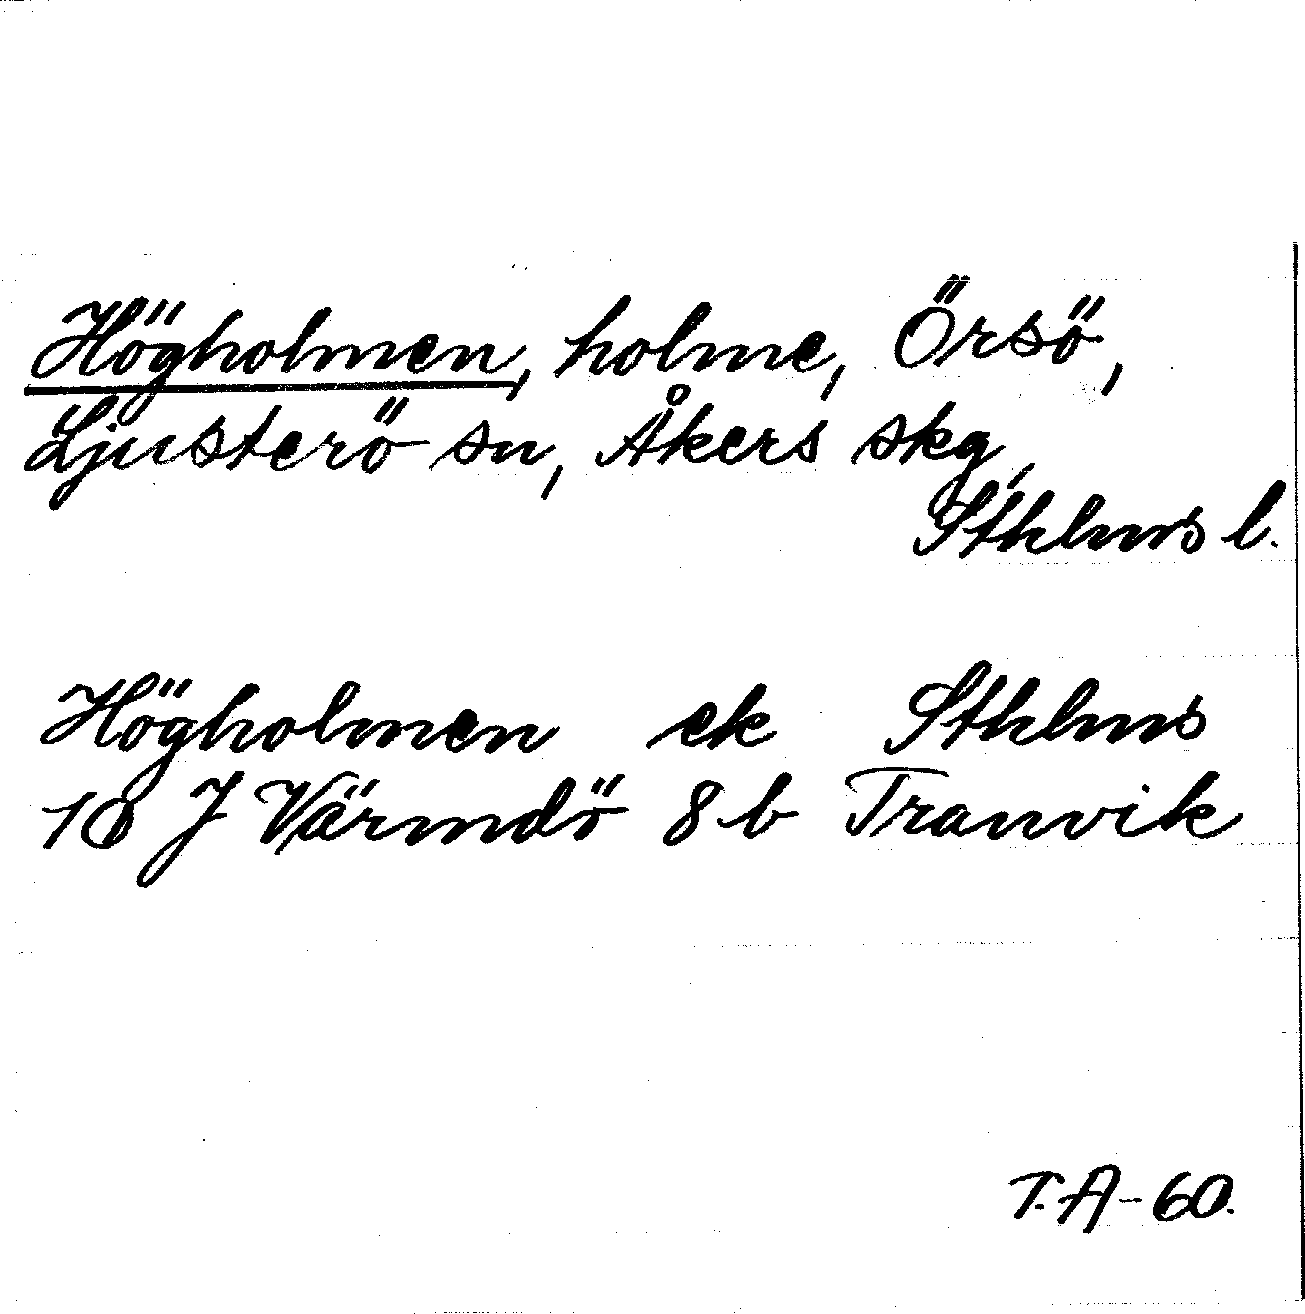 Högholmen, holme, Örsö,
Ljusterö sn, Åkers skg,
Sthlms l.
Högholmen ek Sthlms
10 J Värmdö 8 b Tranvik
T.A-60.